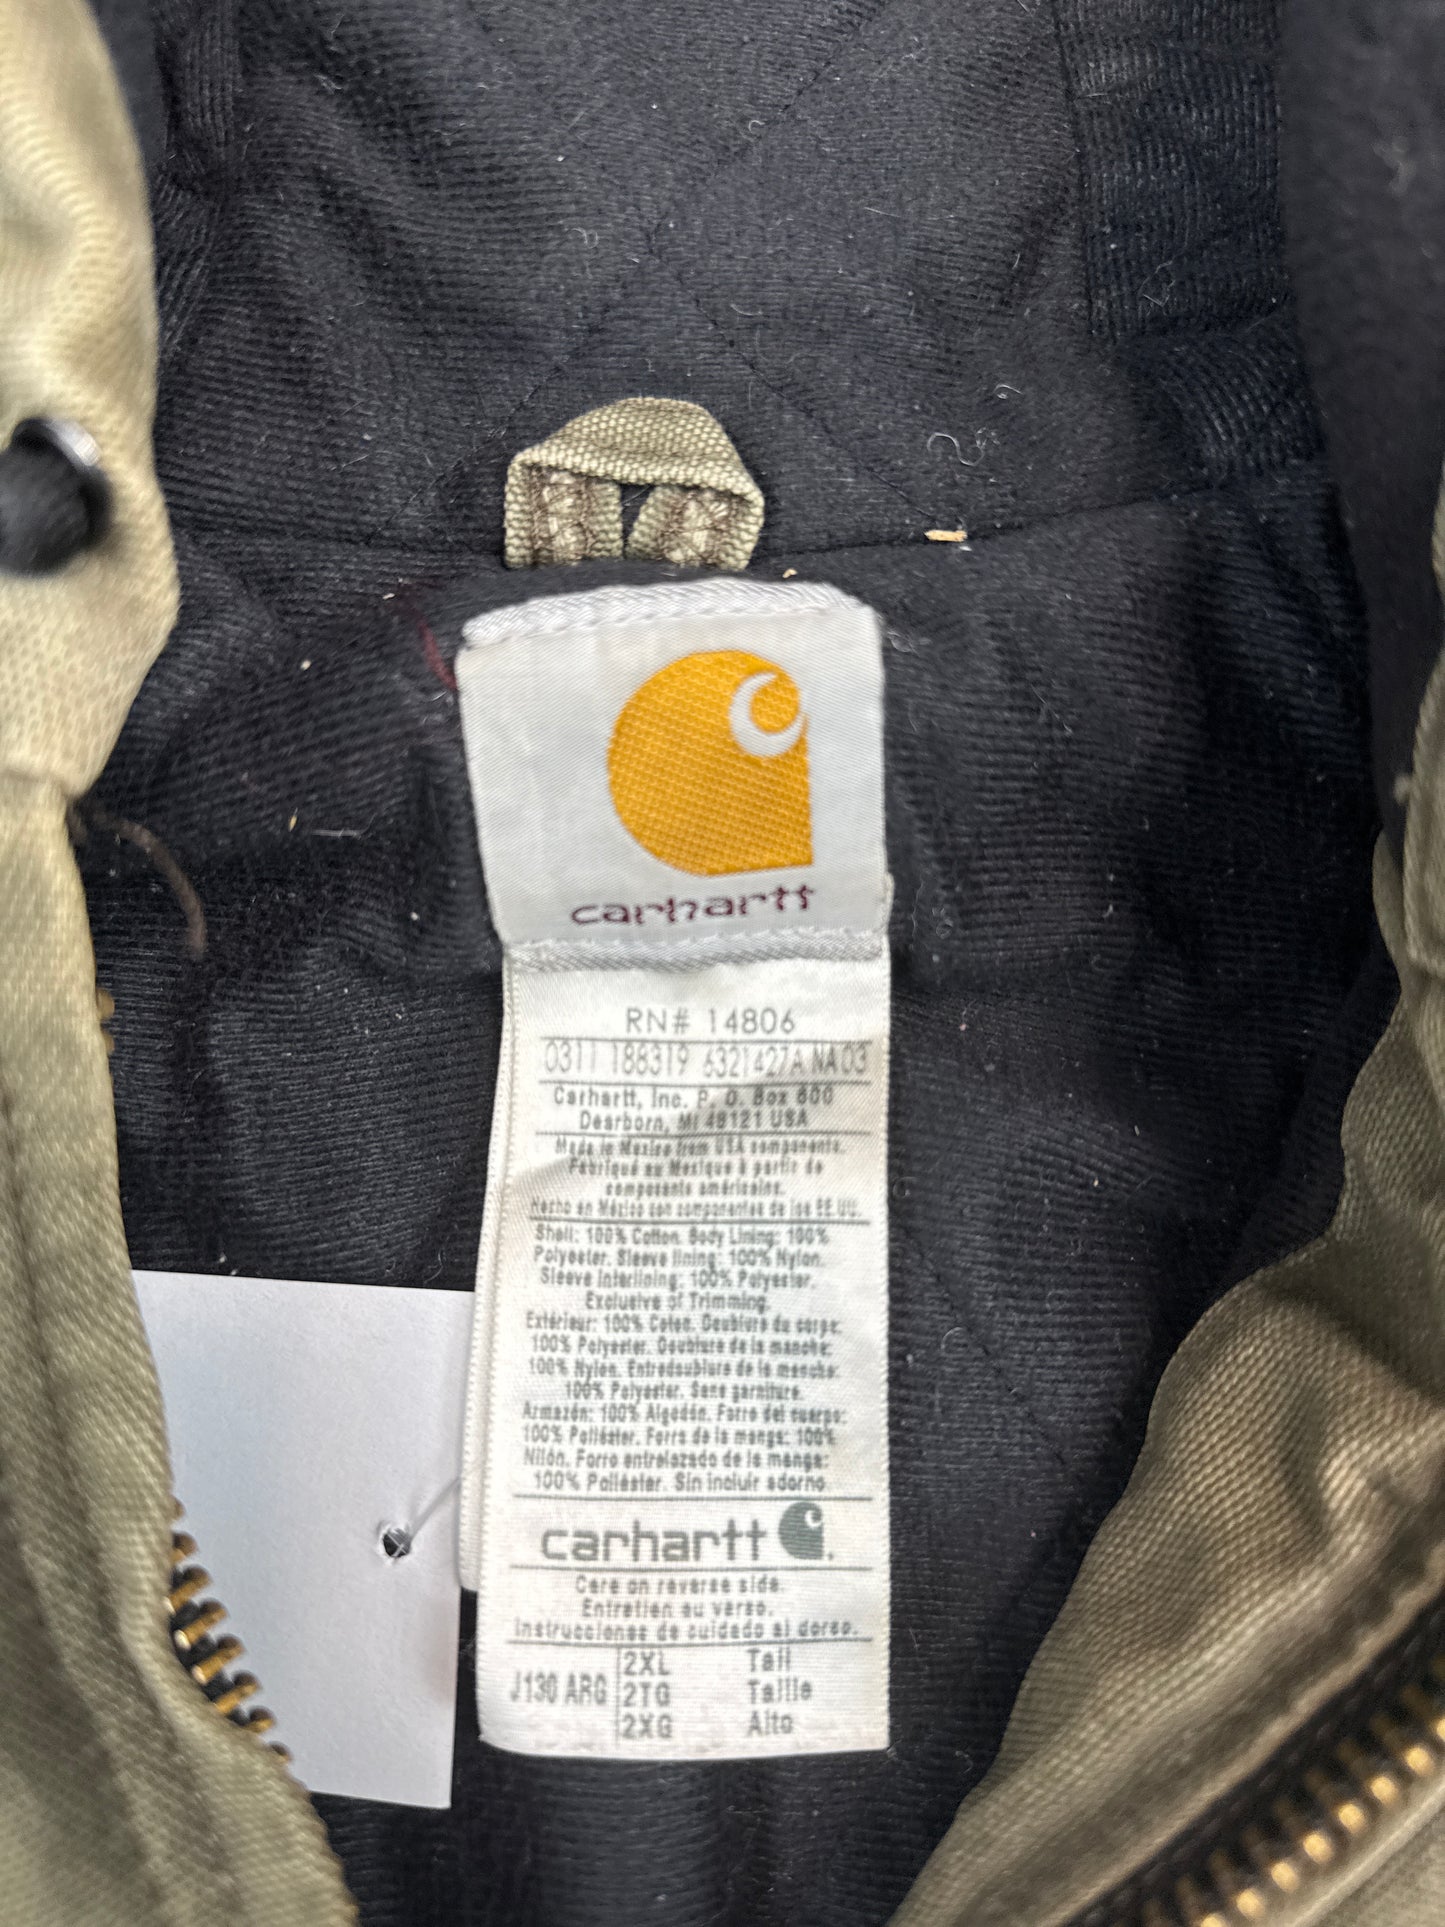 carhartt
RN# 14806
0311 188319 6321427A NA 03
Carhartt, Inc. P. O. Box 600
Dearborn, MI 48121 USA
Made in Mexico from USA components.
Fabriqué au Mexique à partir de
composants américains.
Hecho en México con componentes de los EE.UU.
Shell: 100% Cotton. Body Lining: 100%
Polyester. Sleeve lining: 100% Nylon.
Sleeve Interlining: 100% Polyester.
Exclusive of Trimming.
Extérieur: 100% Coton. Doublure du corps:
100% Polyester. Doublure de la manche:
100% Nylon. Entredoublure de la manche:
100% Polyester. Sans garniture.
Armazón: 100% Algodón. Forro del cuerpo:
100% Poliéster. Forro de la manga: 100%
Nilón. Forro entrelazado de la manga:
100% Poliéster. Sin incluir adorno.
carhartt
Care on reverse side.
Entretien au verso.
Instrucciones de cuidado al dorso.
J130 ARG 2XL Tall
2TG Taille
2XG Alto